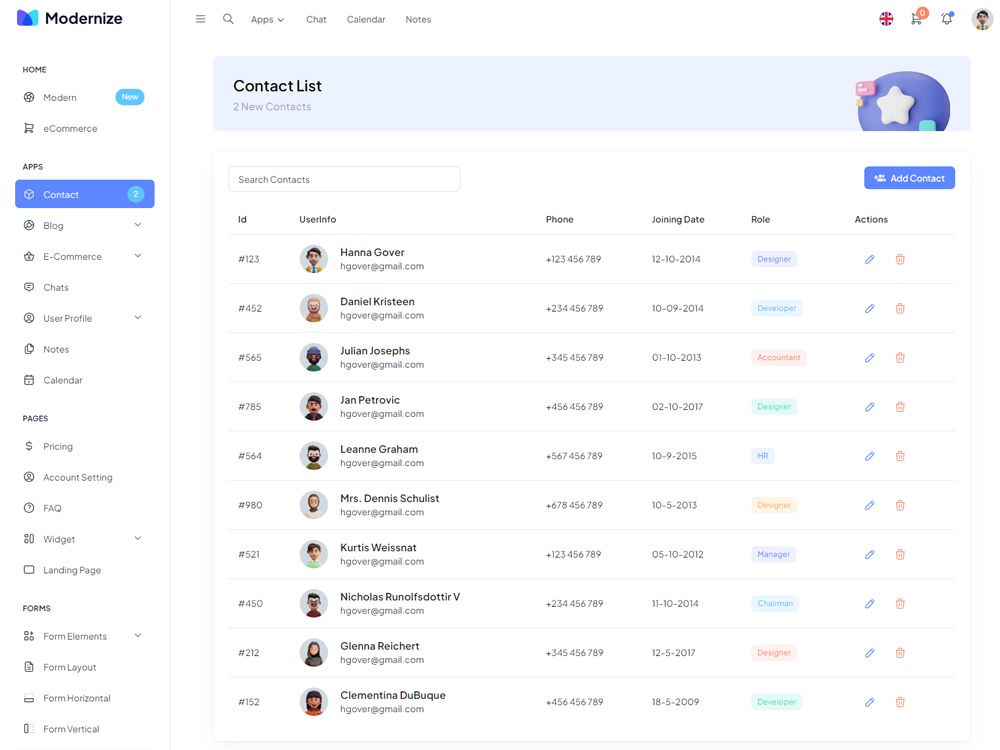 Modernize
Apps
Chat
Calendar
Notes
0
HOME
Modern
New
eCommerce
APPS
Contact
2
Blog
E-Commerce
Chats
User Profile
Notes
Calendar
PAGES
Pricing
Account Setting
FAQ
Widget
Landing Page
FORMS
Form Elements
Form Layout
Form Horizontal
Form Vertical
Contact List
2 New Contacts
Search Contacts
Add Contact
Id UserInfo Phone Joining Date Role Actions
#123 Hanna Gover +123 456 789 12-10-2014 Designer
hgover@gmail.com
#452 Daniel Kristeen +234 456 789 10-09-2014 Developer
hgover@gmail.com
#565 Julian Josephs +345 456 789 01-10-2013 Accountant
hgover@gmail.com
#785 Jan Petrovic +456 456 789 02-10-2017 Designer
hgover@gmail.com
#564 Leanne Graham +567 456 789 10-9-2015 HR
hgover@gmail.com
#980 Mrs. Dennis Schulist +678 456 789 10-5-2013 Designer
hgover@gmail.com
#521 Kurtis Weissnat +123 456 789 05-10-2012 Manager
hgover@gmail.com
#450 Nicholas Runolfsdottir V +234 456 789 11-10-2014 Chairman
hgover@gmail.com
#212 Glenna Reichert +345 456 789 12-5-2017 Designer
hgover@gmail.com
#152 Clementina DuBuque +456 456 789 18-5-2009 Developer
hgover@gmail.com